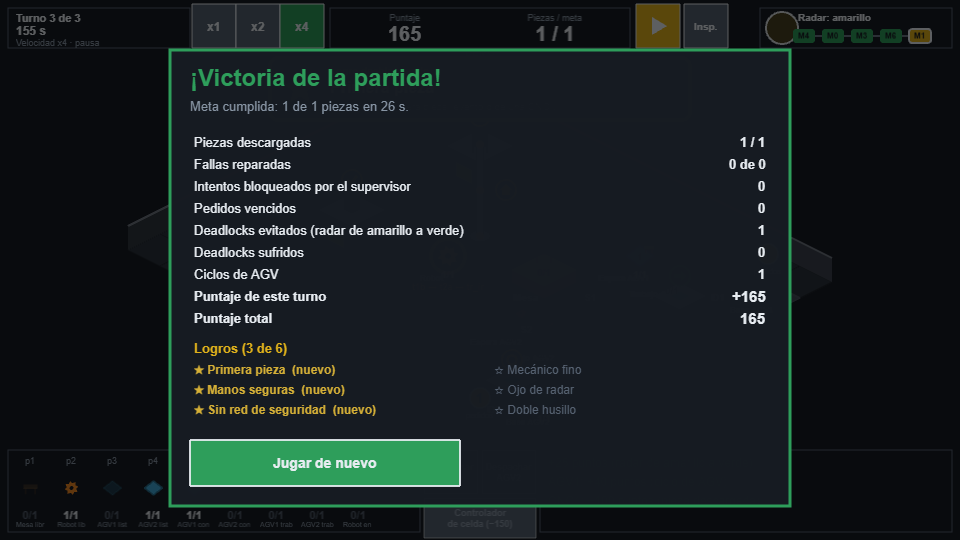 Turno 3 de 3
155 s
Velocidad x4 · pausa
x1
x2
x4
Puntaje
165
Piezas / meta
1 / 1
Insp.
Radar: amarillo
M4 M0 M5 M6 M1
¡Victoria de la partida!
Meta cumplida: 1 de 1 piezas en 26 s.
Piezas descargadas 1 / 1
Fallas reparadas 0 de 0
Intentos bloqueados por el supervisor 0
Pedidos vencidos 0
Deadlocks evitados (radar de amarillo a verde) 1
Deadlocks sufridos 0
Ciclos de AGV 1
Puntaje de este turno +165
Puntaje total 165
Logros (3 de 6)
★ Primera pieza (nuevo) ☆ Mecánico fino
★ Manos seguras (nuevo) ☆ Ojo de radar
★ Sin red de seguridad (nuevo) ☆ Doble husillo
Jugar de nuevo
p1 p2 p3 p4
0/1 1/1 0/1 1/1 1/1 0/1 0/1 0/1 0/1
Mesa libr Robot lib AGV1 list AGV2 list AGV1 con AGV2 con AGV1 trab AGV2 trab Robot en
Controlador
de celda (−150)